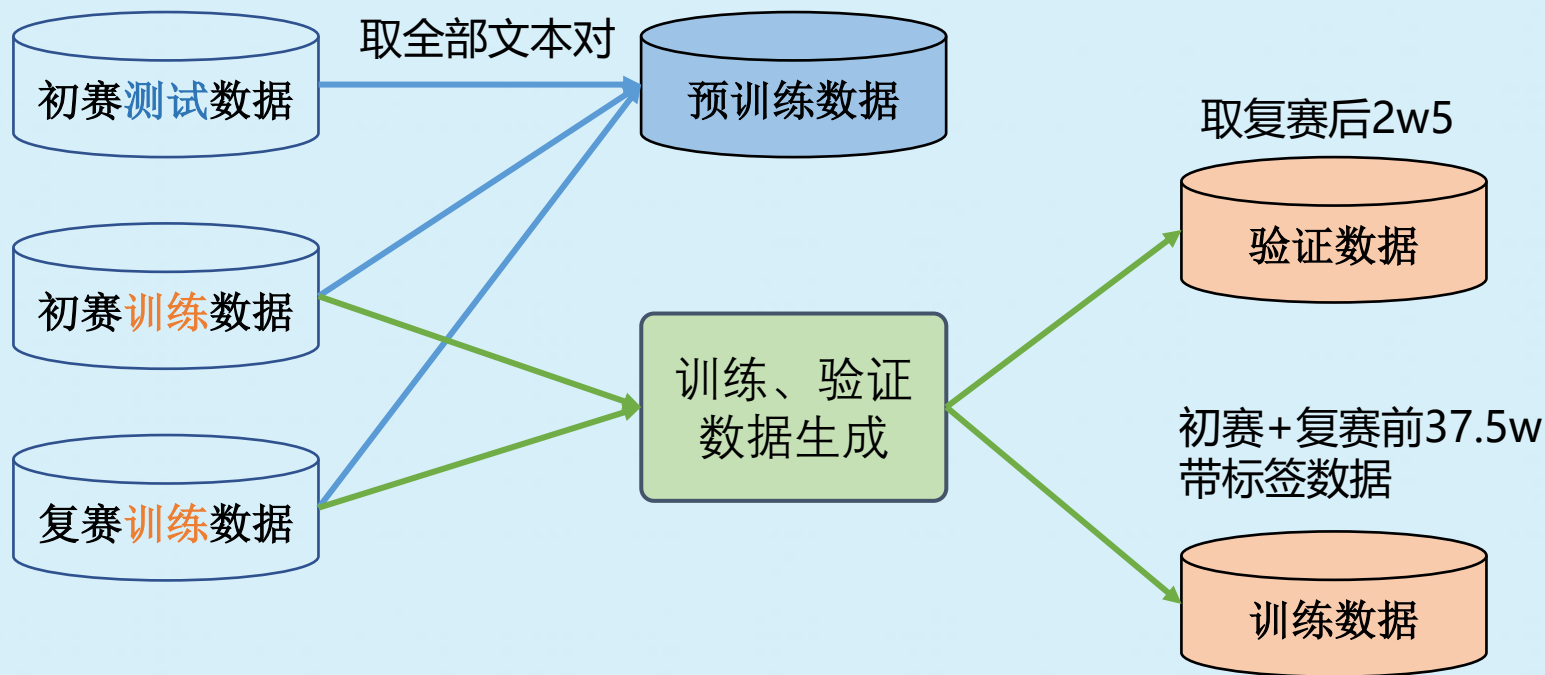 取全部文本对
初赛测试数据
预训练数据
取复赛后2w5
验证数据
初赛训练数据
训练、验证
数据生成
初赛+复赛前37.5w
带标签数据
复赛训练数据
训练数据